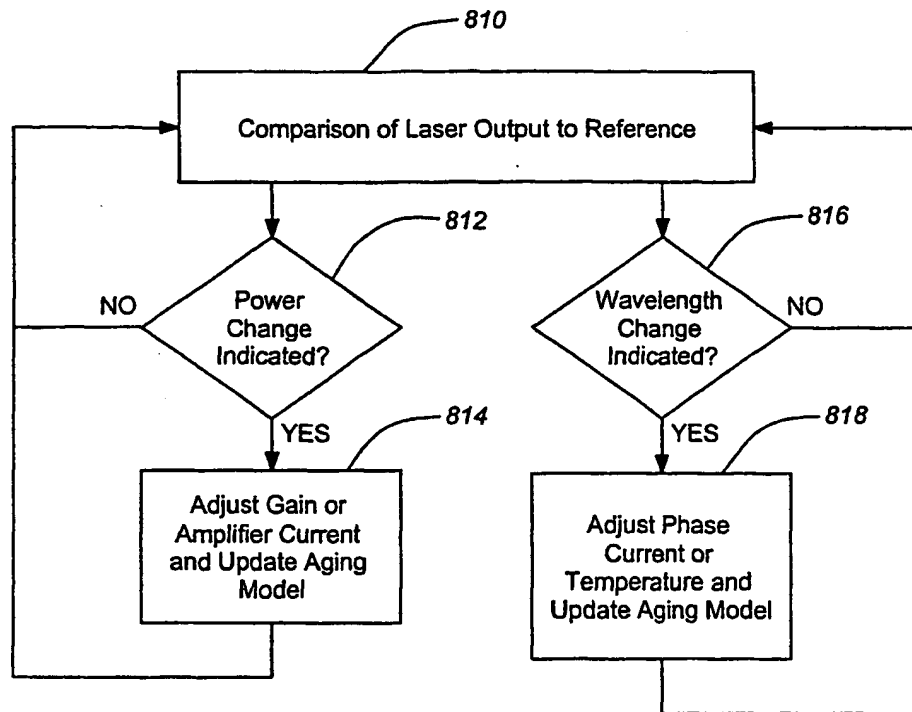 810
Comparison of Laser Output to Reference
812
816
NO
Power
Change
Indicated?
Wavelength
Change
Indicated?
NO
YES
814
YES
818
Adjust Gain or
Amplifier Current
and Update Aging
Model
Adjust Phase
Current or
Temperature and
Update Aging Model